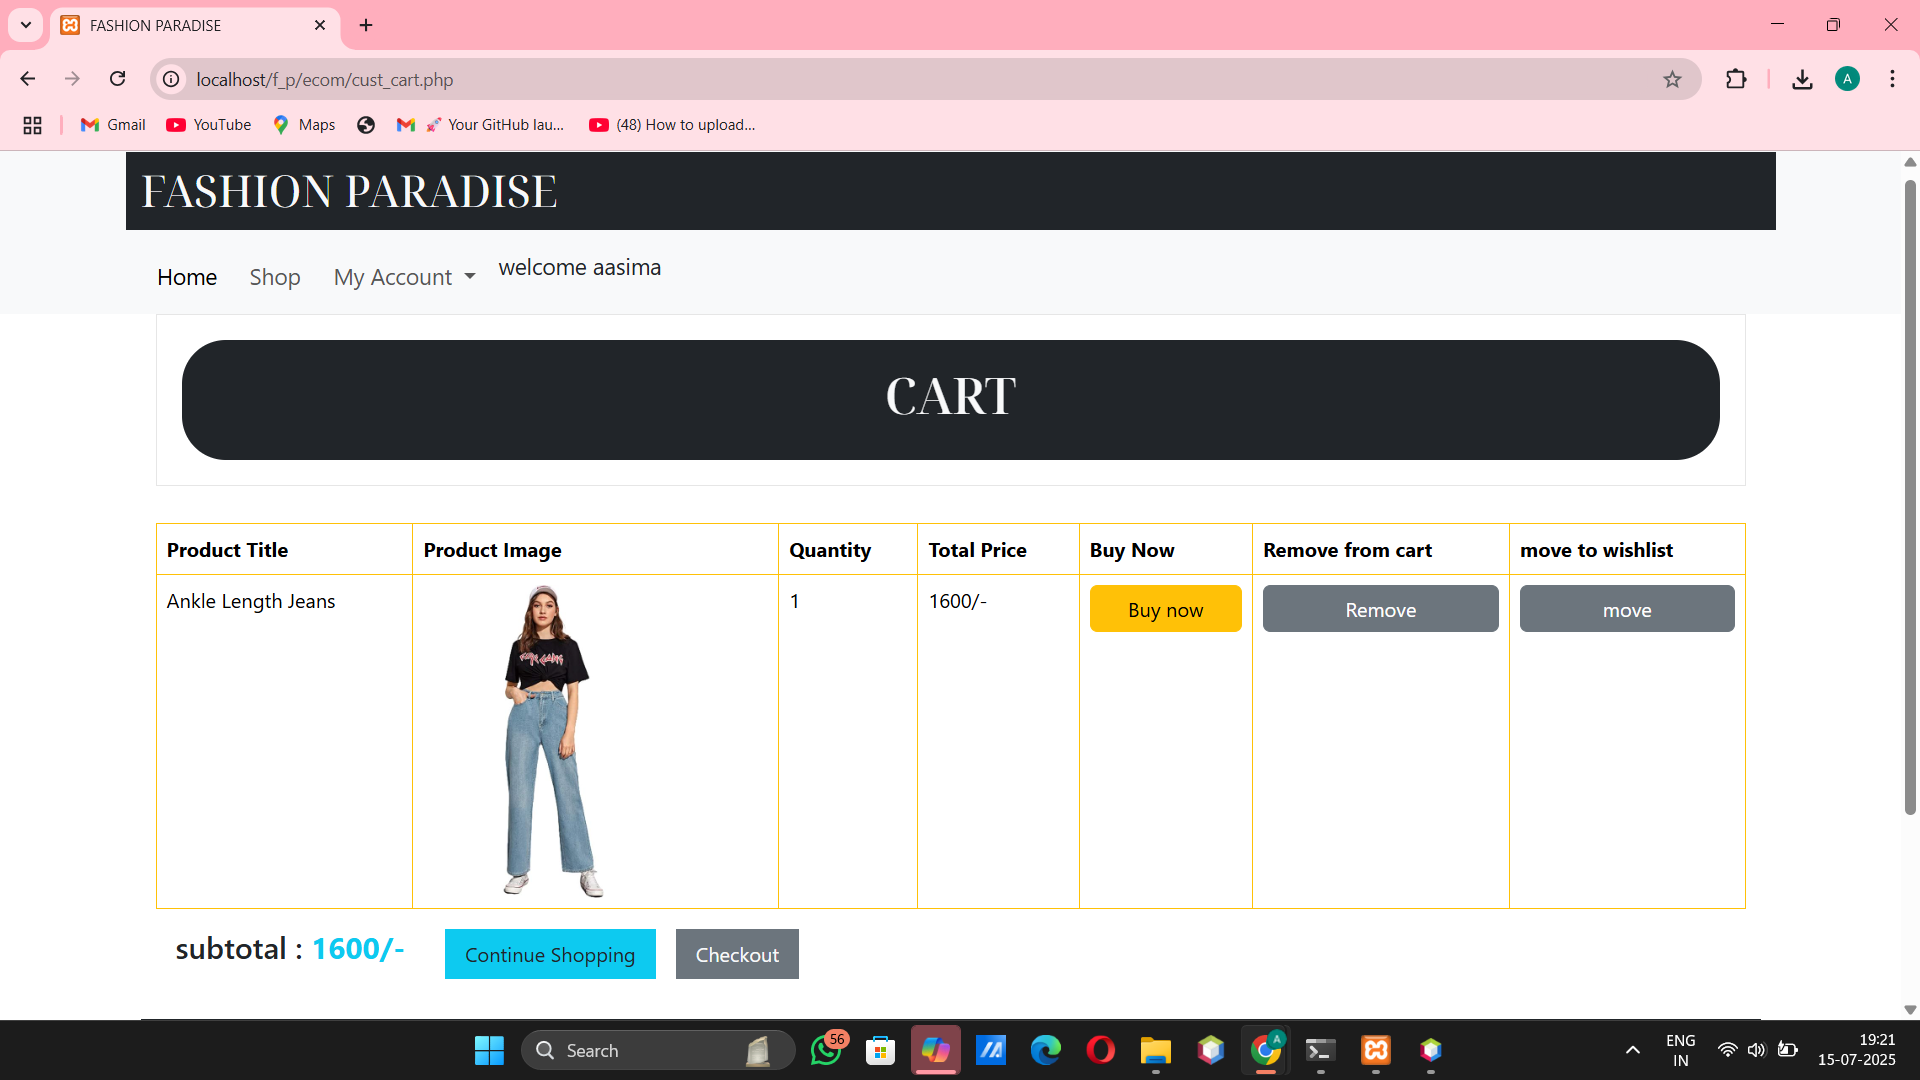 FASHION PARADISE
localhost/f_p/ecom/cust_cart.php
A
Gmail
YouTube
Maps
🚀 Your GitHub lau...
(48) How to upload...
FASHION PARADISE
Home
Shop
My Account
welcome aasima
CART
Product Title
Product Image
Quantity
Total Price
Buy Now
Remove from cart
move to wishlist
Ankle Length Jeans
1
1600/-
Buy now
Remove
move
subtotal : 1600/-
Continue Shopping
Checkout
Search
56
A
ENG
IN
19:21
15-07-2025